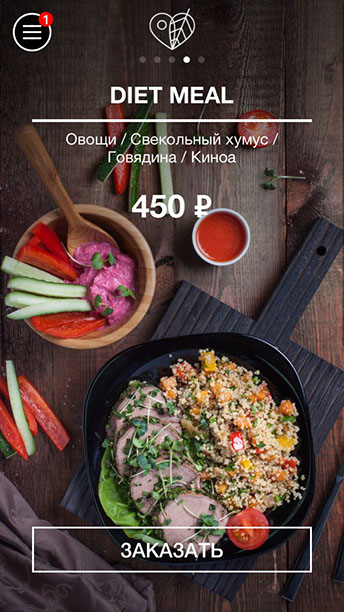 1
DIET MEAL
Овощи / Свекольный хумус /
Говядина / Киноа
450 ₽
ЗАКАЗАТЬ